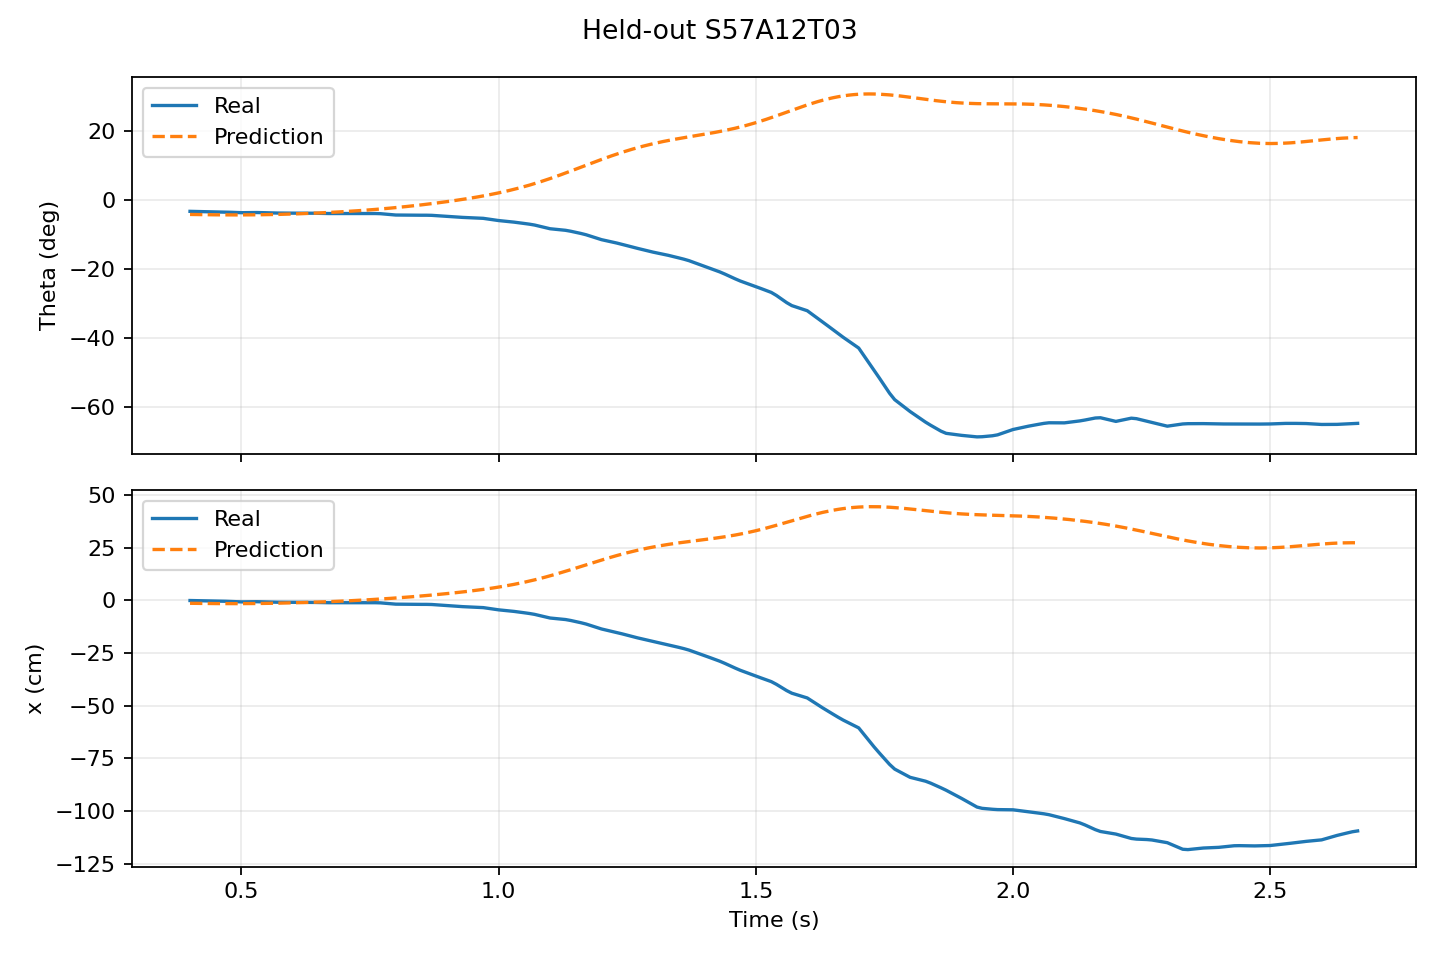 Held-out S57A12T03
Real
Prediction
20
0
−20
−40
−60
Theta (deg)
Real
Prediction
50
25
0
−25
−50
−75
−100
−125
x (cm)
0.5 1.0 1.5 2.0 2.5
Time (s)